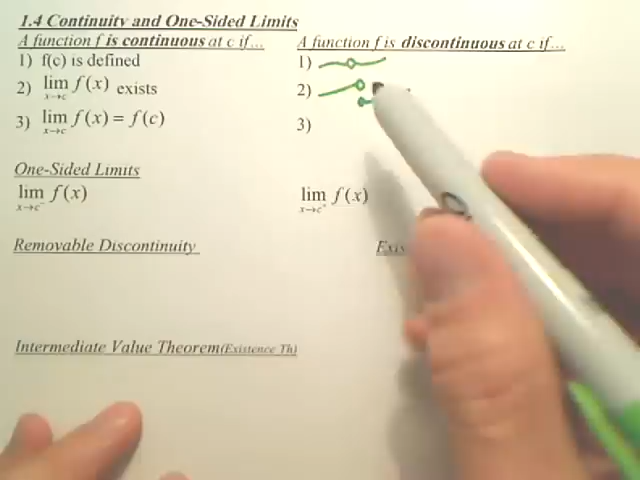 1.4 Continuity and One-Sided Limits
A function f is continuous at c if... A function f is discontinuous at c if...
1) f(c) is defined 1)
2) lim x→c f(x) exists 2)
3) lim x→c f(x) = f(c) 3)
One-Sided Limits
lim x→c⁻ f(x) lim x→c⁺ f(x)
Removable Discontinuity
Intermediate Value Theorem(Existence Th)